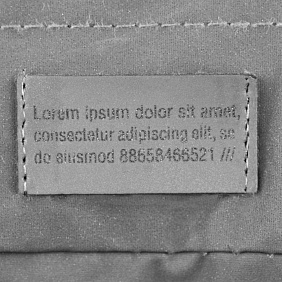 Lorem ipsum dolor sit amet,
consectetur adipiscing elit, se
do eiusmod 88658466521 ///